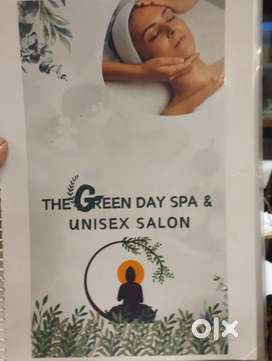 THE GREEN DAY SPA &
UNISEX SALON
olx